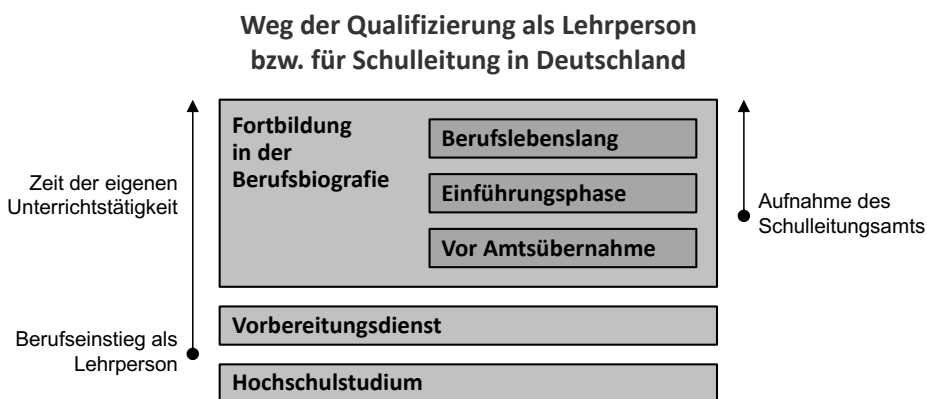 Weg der Qualifizierung als Lehrperson
bzw. für Schulleitung in Deutschland
Fortbildung
in der
Berufsbiografie
Berufslebenslang
Einführungsphase
Vor Amtsübernahme
Zeit der eigenen
Unterrichtstätigkeit
Aufnahme des
Schulleitungsamts
Vorbereitungsdienst
Berufseinstieg als
Lehrperson
Hochschulstudium